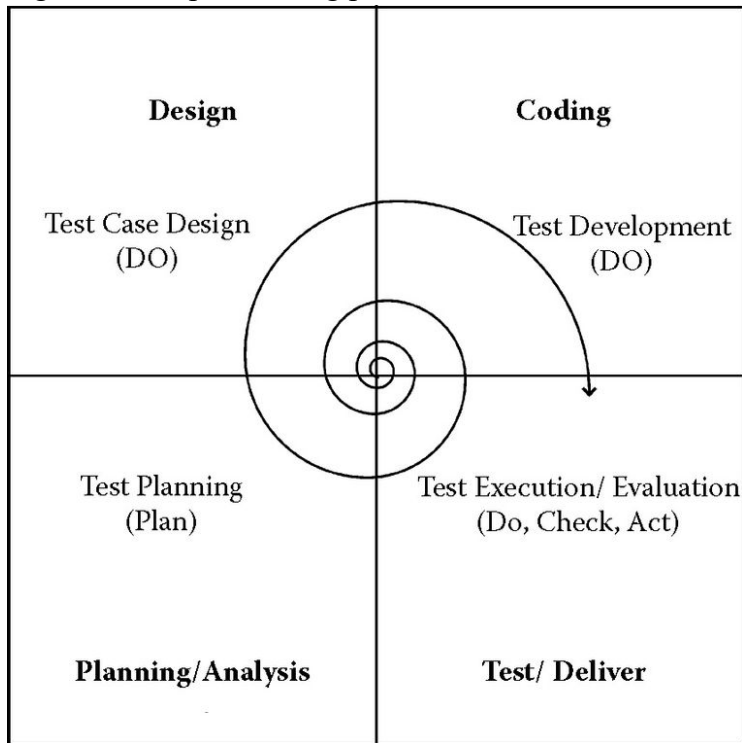 Design
Coding
Test Case Design
(DO)
Test Development
(DO)
Test Planning
(Plan)
Test Execution/ Evaluation
(Do, Check, Act)
Planning/Analysis
Test/ Deliver